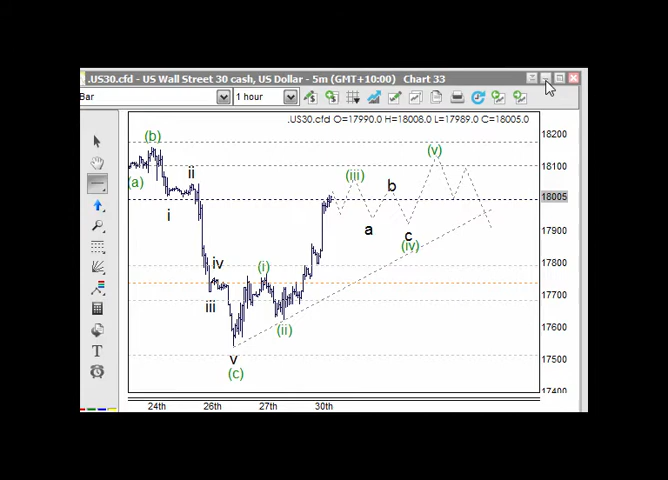 .US30.cfd - US Wall Street 30 cash, US Dollar - 5m (GMT+10:00) Chart 33
Bar
1 hour
.US30.cfd O=17990.0 H=18008.0 L=17989.0 C=18005.0
18200
(b)
(v)
18100
ii
(iii)
(a)
b
18005
i
a
c
17900
(iv)
iv
(i)
17800
iii
17700
(ii)
17600
v
17500
(c)
17400
T
24th 26th 27th 30th